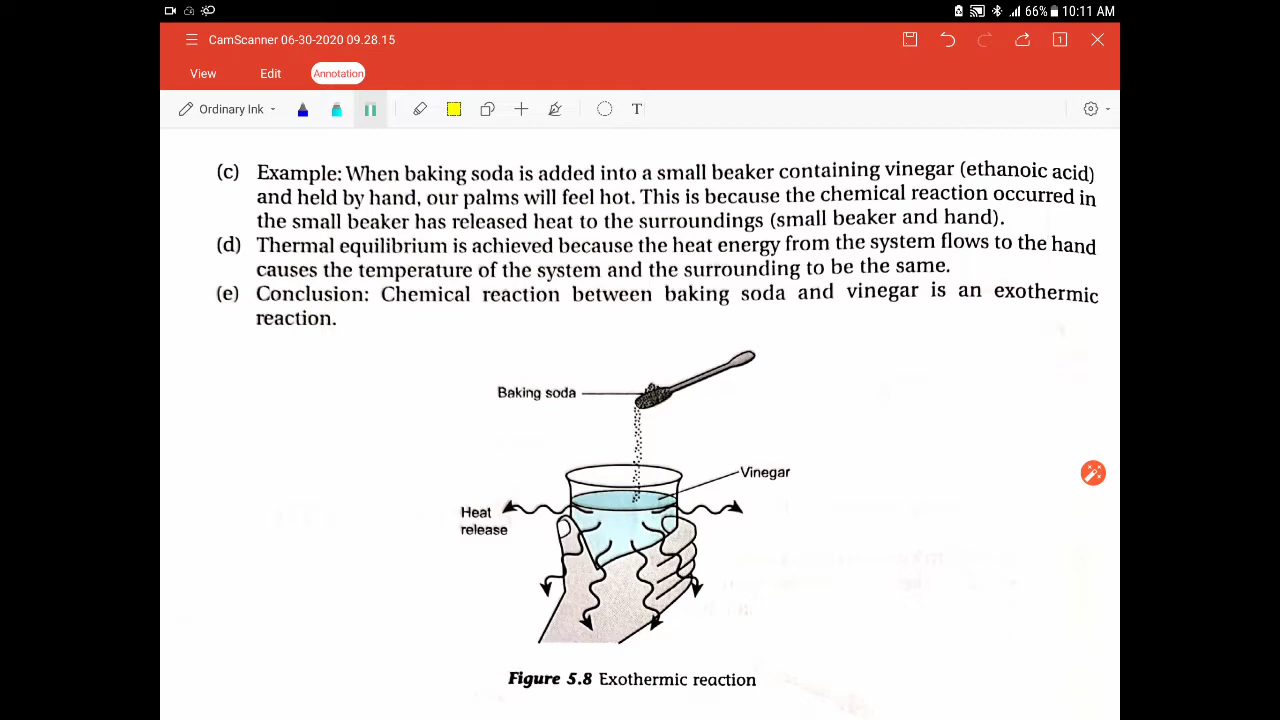 66% 10:11 AM
CamScanner 06-30-2020 09.28.15
1
View Edit Annotation
Ordinary Ink T
(c) Example: When baking soda is added into a small beaker containing vinegar (ethanoic acid)
and held by hand, our palms will feel hot. This is because the chemical reaction occurred in
the small beaker has released heat to the surroundings (small beaker and hand).
(d) Thermal equilibrium is achieved because the heat energy from the system flows to the hand
causes the temperature of the system and the surrounding to be the same.
(e) Conclusion: Chemical reaction between baking soda and vinegar is an exothermic
reaction.
Baking soda
Vinegar
Heat
release
Figure 5.8 Exothermic reaction